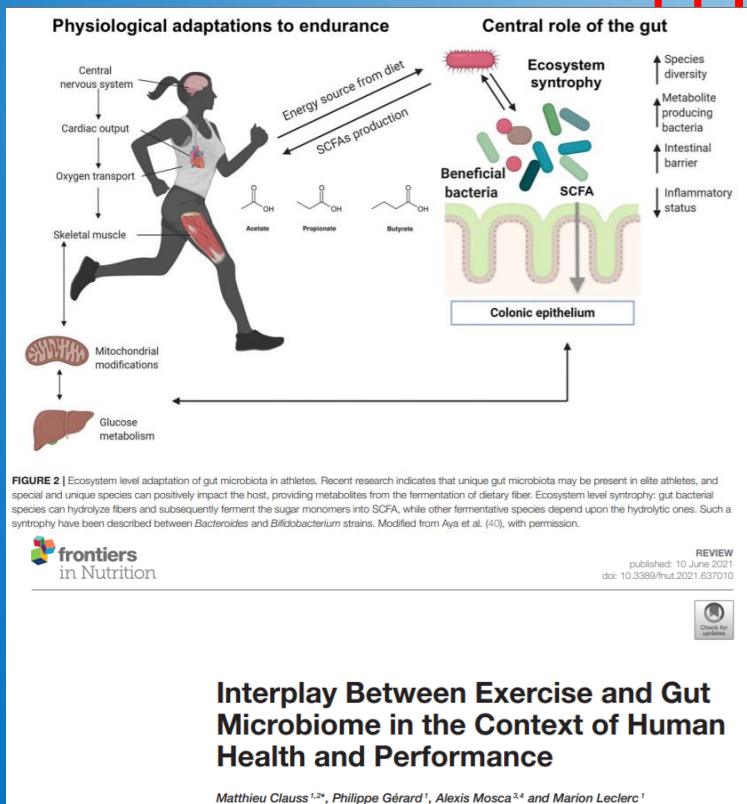 Physiological adaptations to endurance
Central role of the gut
Central
nervous system
Cardiac output
Oxygen transport
Skeletal muscle
Mitochondrial
modifications
Glucose
metabolism
Energy source from diet
SCFAs production
O
OH
Acetate
O
OH
Propionate
O
OH
Butyrate
Ecosystem
syntrophy
Beneficial
bacteria
SCFA
Colonic epithelium
Species
diversity
Metabolite
producing
bacteria
Intestinal
barrier
Inflammatory
status
FIGURE 2 | Ecosystem level adaptation of gut microbiota in athletes. Recent research indicates that unique gut microbiota may be present in elite athletes, and
special and unique species can positively impact the host, providing metabolites from the fermentation of dietary fiber. Ecosystem level syntrophy: gut bacterial
species can hydrolyze fibers and subsequently ferment the sugar monomers into SCFA, while other fermentative species depend upon the hydrolytic ones. Such a
syntrophy have been described between Bacteroides and Bifidobacterium strains. Modified from Aya et al. (40), with permission.
frontiers
in Nutrition
REVIEW
published: 10 June 2021
doi: 10.3389/fnut.2021.637010
Check for
updates
Interplay Between Exercise and Gut
Microbiome in the Context of Human
Health and Performance
Matthieu Clauss 1,2*, Philippe Gérard 1, Alexis Mosca 3,4 and Marion Leclerc 1